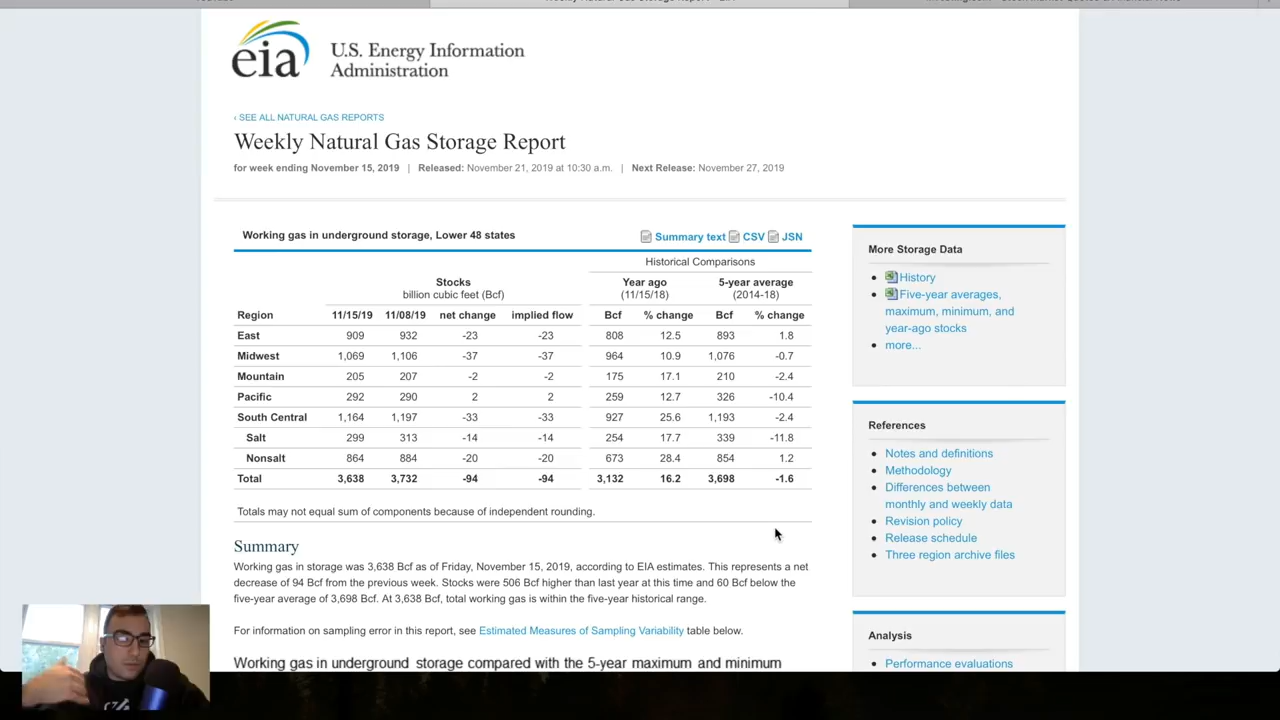 eia
U.S. Energy Information
Administration
‹ SEE ALL NATURAL GAS REPORTS
Weekly Natural Gas Storage Report
for week ending November 15, 2019 | Released: November 21, 2019 at 10:30 a.m. | Next Release: November 27, 2019
Working gas in underground storage, Lower 48 states
Summary text CSV JSN
Historical Comparisons
Stocks
billion cubic feet (Bcf)
Year ago
(11/15/18)
5-year average
(2014-18)
Region 11/15/19 11/08/19 net change implied flow Bcf % change Bcf % change
East 909 932 -23 -23 808 12.5 893 1.8
Midwest 1,069 1,106 -37 -37 964 10.9 1,076 -0.7
Mountain 205 207 -2 -2 175 17.1 210 -2.4
Pacific 292 290 2 2 259 12.7 326 -10.4
South Central 1,164 1,197 -33 -33 927 25.6 1,193 -2.4
Salt 299 313 -14 -14 254 17.7 339 -11.8
Nonsalt 864 884 -20 -20 673 28.4 854 1.2
Total 3,638 3,732 -94 -94 3,132 16.2 3,698 -1.6
Totals may not equal sum of components because of independent rounding.
Summary
Working gas in storage was 3,638 Bcf as of Friday, November 15, 2019, according to EIA estimates. This represents a net
decrease of 94 Bcf from the previous week. Stocks were 506 Bcf higher than last year at this time and 60 Bcf below the
five-year average of 3,698 Bcf. At 3,638 Bcf, total working gas is within the five-year historical range.
For information on sampling error in this report, see Estimated Measures of Sampling Variability table below.
Working gas in underground storage compared with the 5-year maximum and minimum
More Storage Data
History
Five-year averages,
maximum, minimum, and
year-ago stocks
more...
References
Notes and definitions
Methodology
Differences between
monthly and weekly data
Revision policy
Release schedule
Three region archive files
Analysis
Performance evaluations